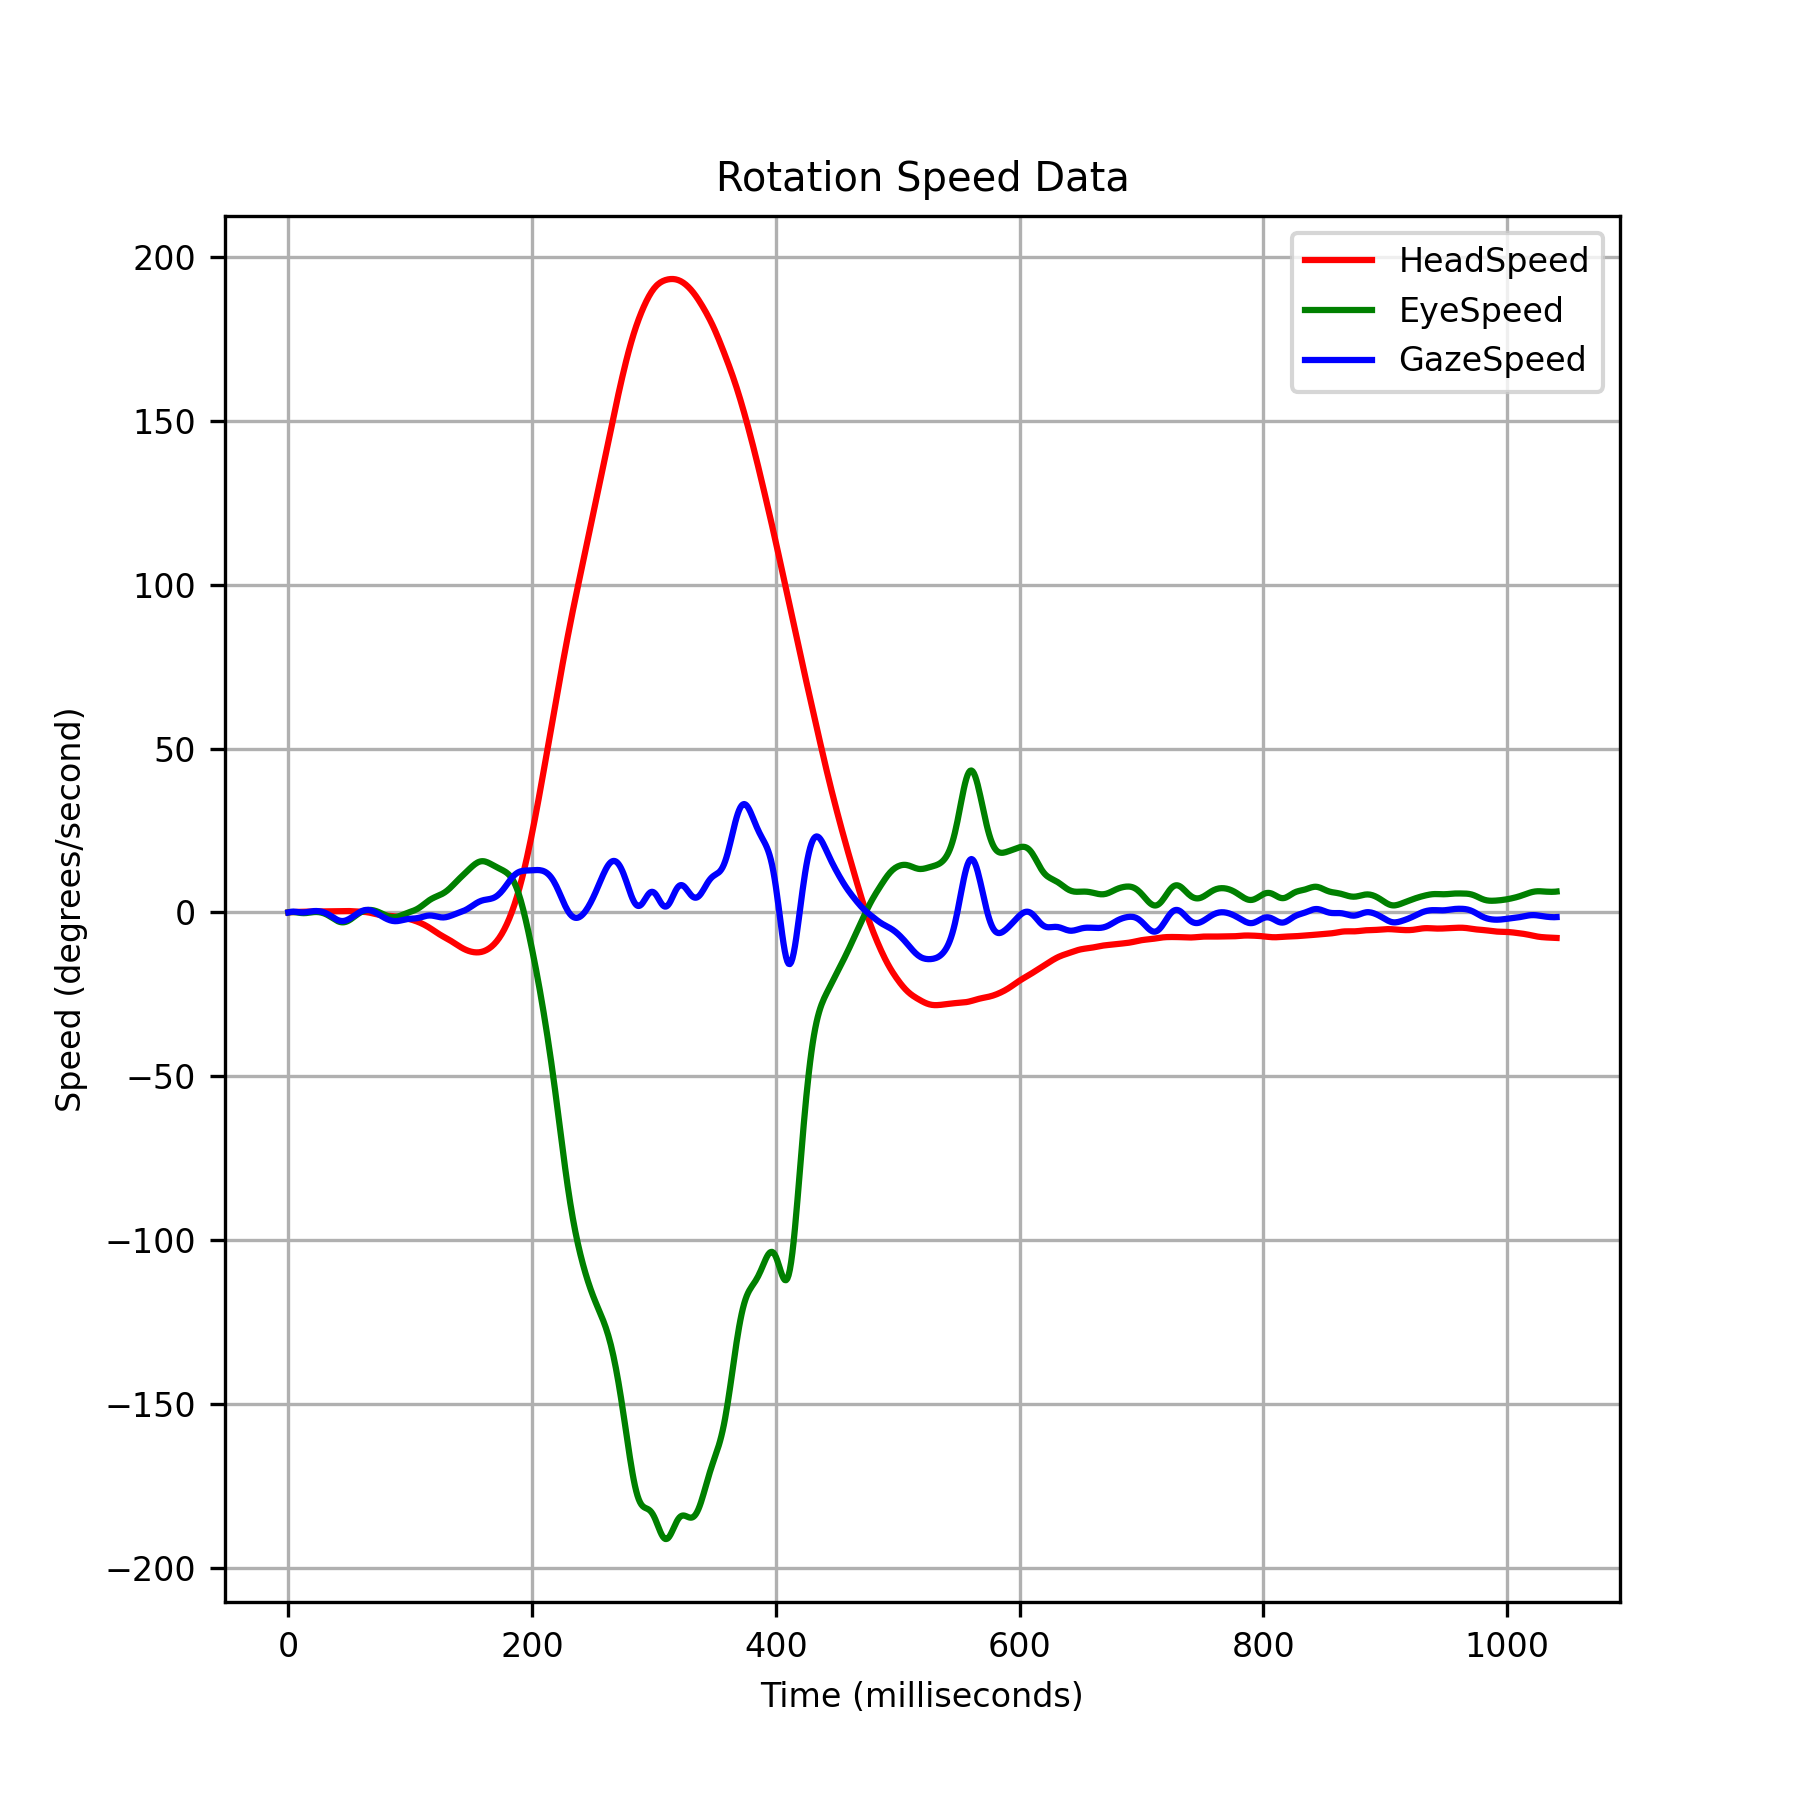 Rotation Speed Data
HeadSpeed
EyeSpeed
GazeSpeed
200
150
100
50
0
−50
−100
−150
−200
Speed (degrees/second)
0 200 400 600 800 1000
Time (milliseconds)